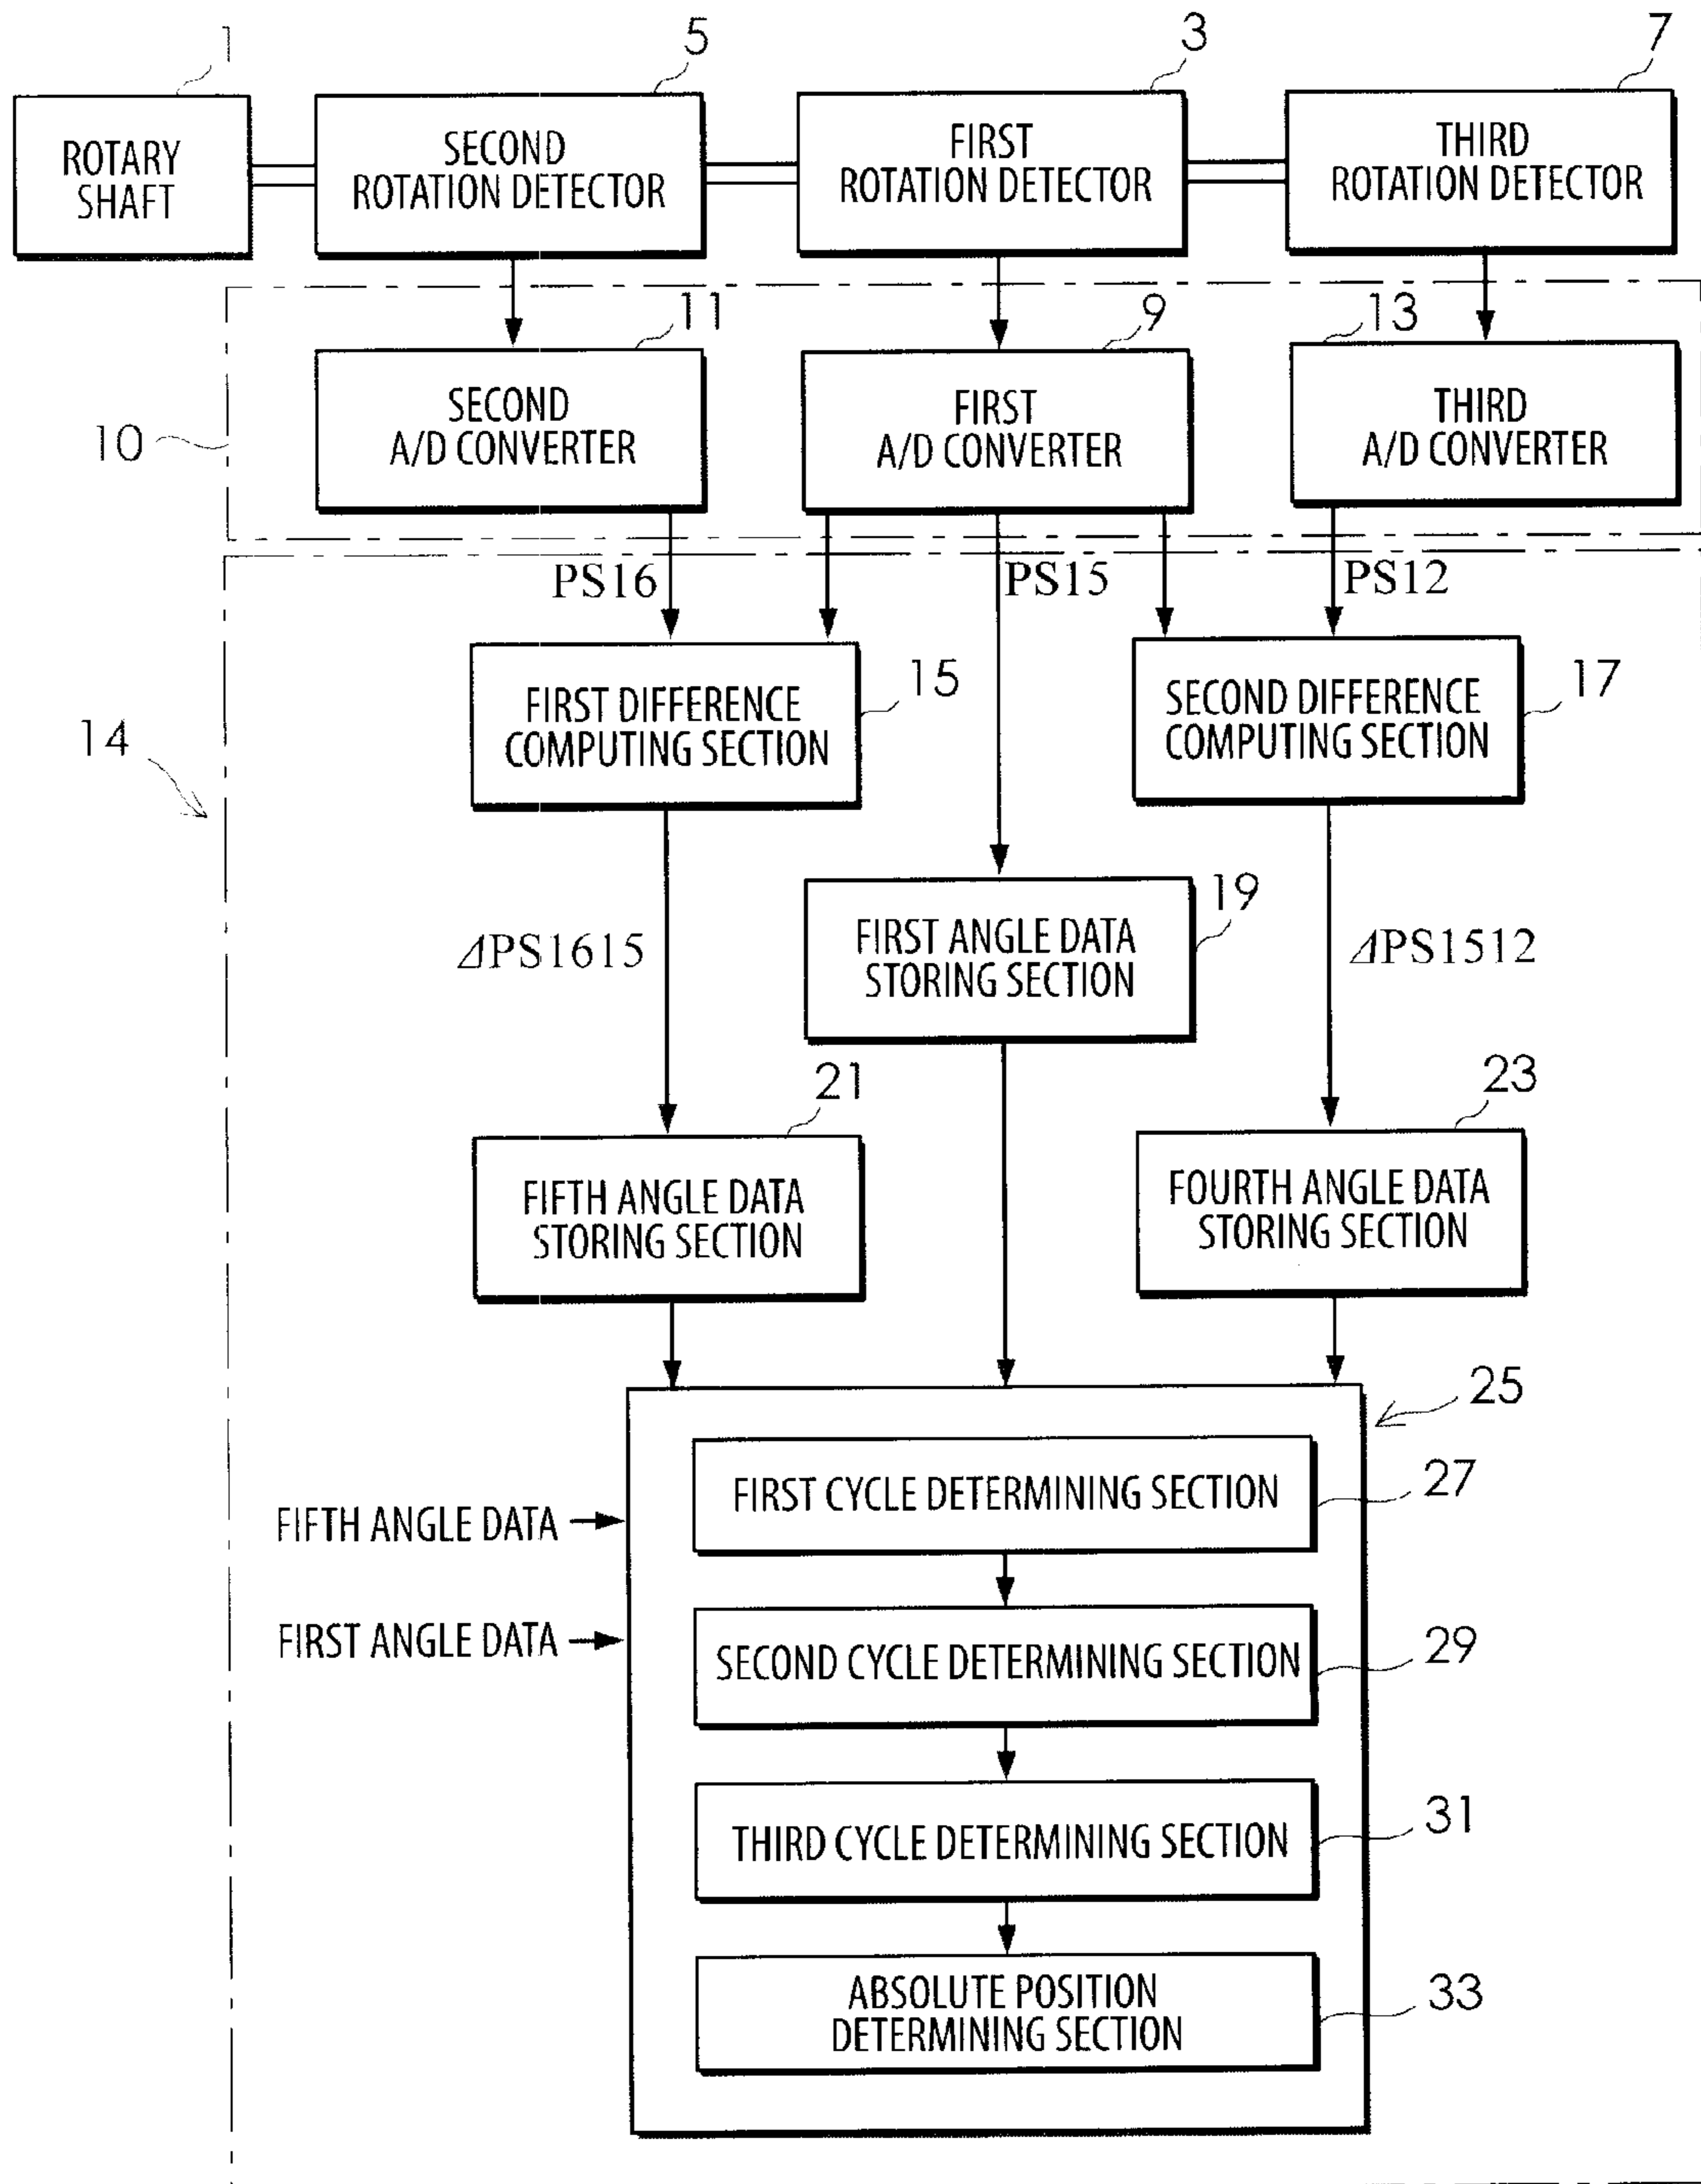 1
5
3
7
ROTARY
SHAFT
SECOND
ROTATION DETECTOR
FIRST
ROTATION DETECTOR
THIRD
ROTATION DETECTOR
10
11
9
13
SECOND
A/D CONVERTER
FIRST
A/D CONVERTER
THIRD
A/D CONVERTER
PS16
PS15
PS12
14
FIRST DIFFERENCE
COMPUTING SECTION
15
SECOND DIFFERENCE
COMPUTING SECTION
17
ΔPS1615
FIRST ANGLE DATA
STORING SECTION
19
ΔPS1512
21
FIFTH ANGLE DATA
STORING SECTION
23
FOURTH ANGLE DATA
STORING SECTION
25
FIFTH ANGLE DATA
FIRST ANGLE DATA
FIRST CYCLE DETERMINING SECTION
27
SECOND CYCLE DETERMINING SECTION
29
THIRD CYCLE DETERMINING SECTION
31
ABSOLUTE POSITION
DETERMINING SECTION
33